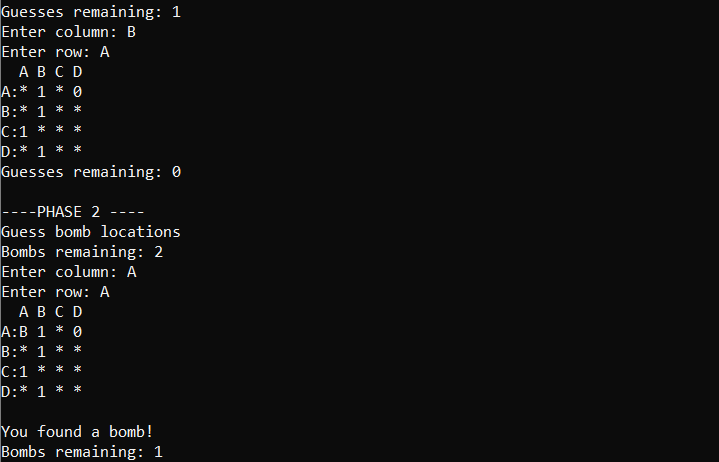 Guesses remaining: 1
Enter column: B
Enter row: A
  A B C D
A:* 1 * 0
B:* 1 * *
C:1 * * *
D:* 1 * *
Guesses remaining: 0

----PHASE 2 ----
Guess bomb locations
Bombs remaining: 2
Enter column: A
Enter row: A
  A B C D
A:B 1 * 0
B:* 1 * *
C:1 * * *
D:* 1 * *

You found a bomb!
Bombs remaining: 1